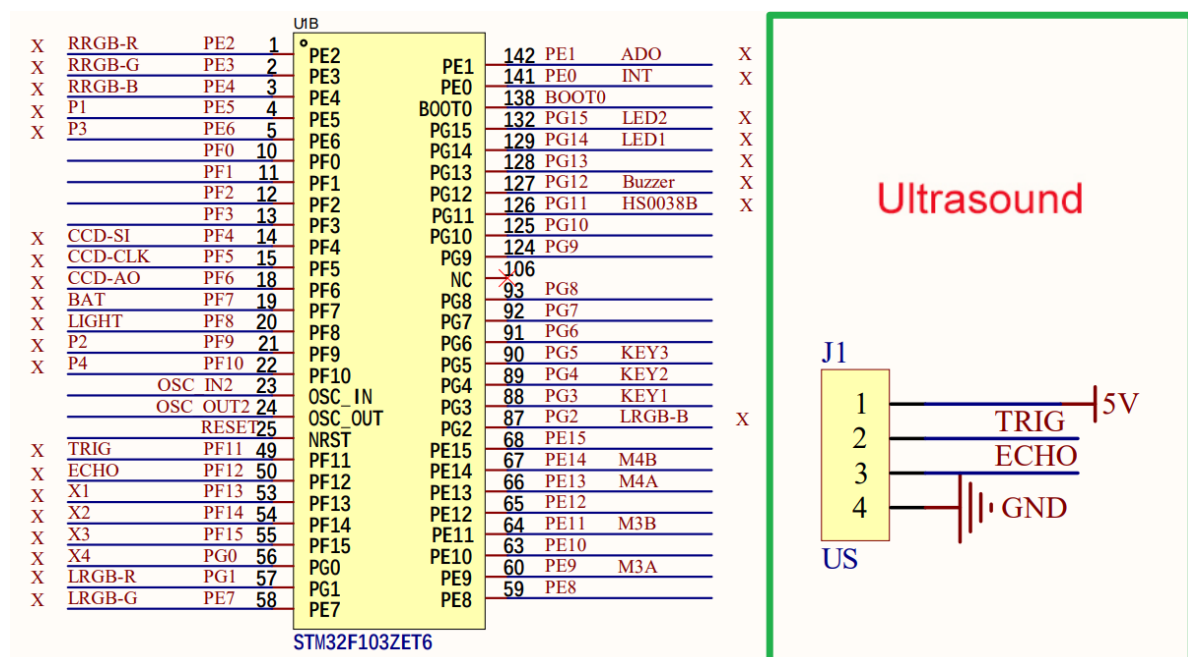 U1B
X RRGB-R PE2 1 PE2
X RRGB-G PE3 2 PE3
X RRGB-B PE4 3 PE4
X P1 PE5 4 PE5
X P3 PE6 5 PE6
PF0 10 PF0
PF1 11 PF1
PF2 12 PF2
PF3 13 PF3
X CCD-SI PF4 14 PF4
X CCD-CLK PF5 15 PF5
X CCD-AO PF6 18 PF6
X BAT PF7 19 PF7
X LIGHT PF8 20 PF8
X P2 PF9 21 PF9
X P4 PF10 22 PF10
OSC_IN2 23 OSC_IN
OSC_OUT2 24 OSC_OUT
RESET 25 NRST
X TRIG PF11 49 PF11
X ECHO PF12 50 PF12
X X1 PF13 53 PF13
X X2 PF14 54 PF14
X X3 PF15 55 PF15
X X4 PG0 56 PG0
X LRGB-R PG1 57 PG1
X LRGB-G PE7 58 PE7
PE1 142 PE1 ADO X
PE0 141 PE0 INT X
BOOT0 138 BOOT0
PG15 132 PG15 LED2 X
PG14 129 PG14 LED1 X
PG13 128 PG13 X
PG12 127 PG12 Buzzer X
PG11 126 PG11 HS0038B X
PG10 125 PG10
PG9 124 PG9
NC 106
PG8 93 PG8
PG7 92 PG7
PG6 91 PG6
PG5 90 PG5 KEY3
PG4 89 PG4 KEY2
PG3 88 PG3 KEY1
PG2 87 PG2 LRGB-B X
PE15 68 PE15
PE14 67 PE14 M4B
PE13 66 PE13 M4A
PE12 65 PE12
PE11 64 PE11 M3B
PE10 63 PE10
PE9 60 PE9 M3A
PE8 59 PE8
STM32F103ZET6
Ultrasound
J1
1 5V
2 TRIG
3 ECHO
4 GND
US